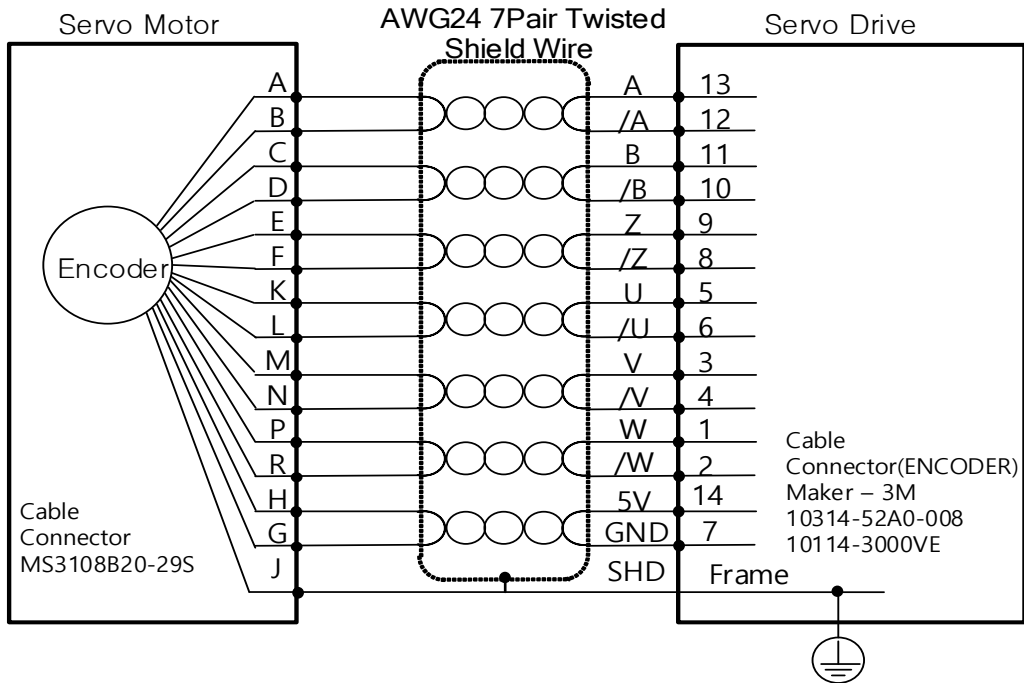 Servo Motor
AWG24 7Pair Twisted
Shield Wire
Servo Drive
A
A
13
B
/A
12
C
B
11
D
/B
10
E
Z
9
Encoder
F
/Z
8
K
U
5
L
/U
6
M
V
3
N
/V
4
P
W
1
R
/W
2
H
5V
14
G
GND
7
J
SHD
Frame
Cable
Connector
MS3108B20-29S
Cable
Connector(ENCODER)
Maker – 3M
10314-52A0-008
10114-3000VE